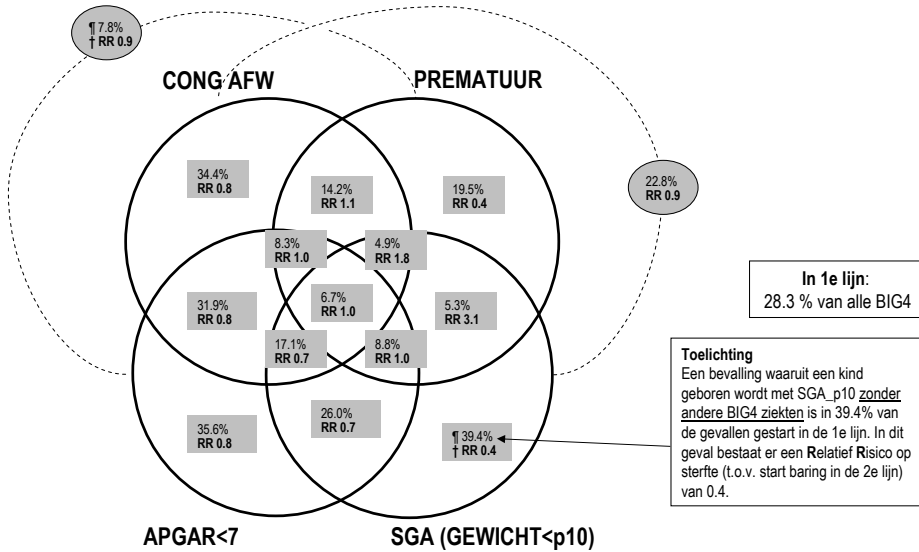 ¶ 7.8%
† RR 0.9
CONG AFW
PREMATUUR
34.4%
RR 0.8
14.2%
RR 1.1
19.5%
RR 0.4
22.8%
RR 0.9
8.3%
RR 1.0
4.9%
RR 1.8
31.9%
RR 0.8
6.7%
RR 1.0
5.3%
RR 3.1
17.1%
RR 0.7
8.8%
RR 1.0
35.6%
RR 0.8
26.0%
RR 0.7
¶ 39.4%
† RR 0.4
APGAR<7
SGA (GEWICHT<p10)
In 1e lijn:
28.3 % van alle BIG4
Toelichting
Een bevalling waaruit een kind
geboren wordt met SGA_p10 zonder
andere BIG4 ziekten is in 39.4% van
de gevallen gestart in de 1e lijn. In dit
geval bestaat er een Relatief Risico op
sterfte (t.o.v. start baring in de 2e lijn)
van 0.4.